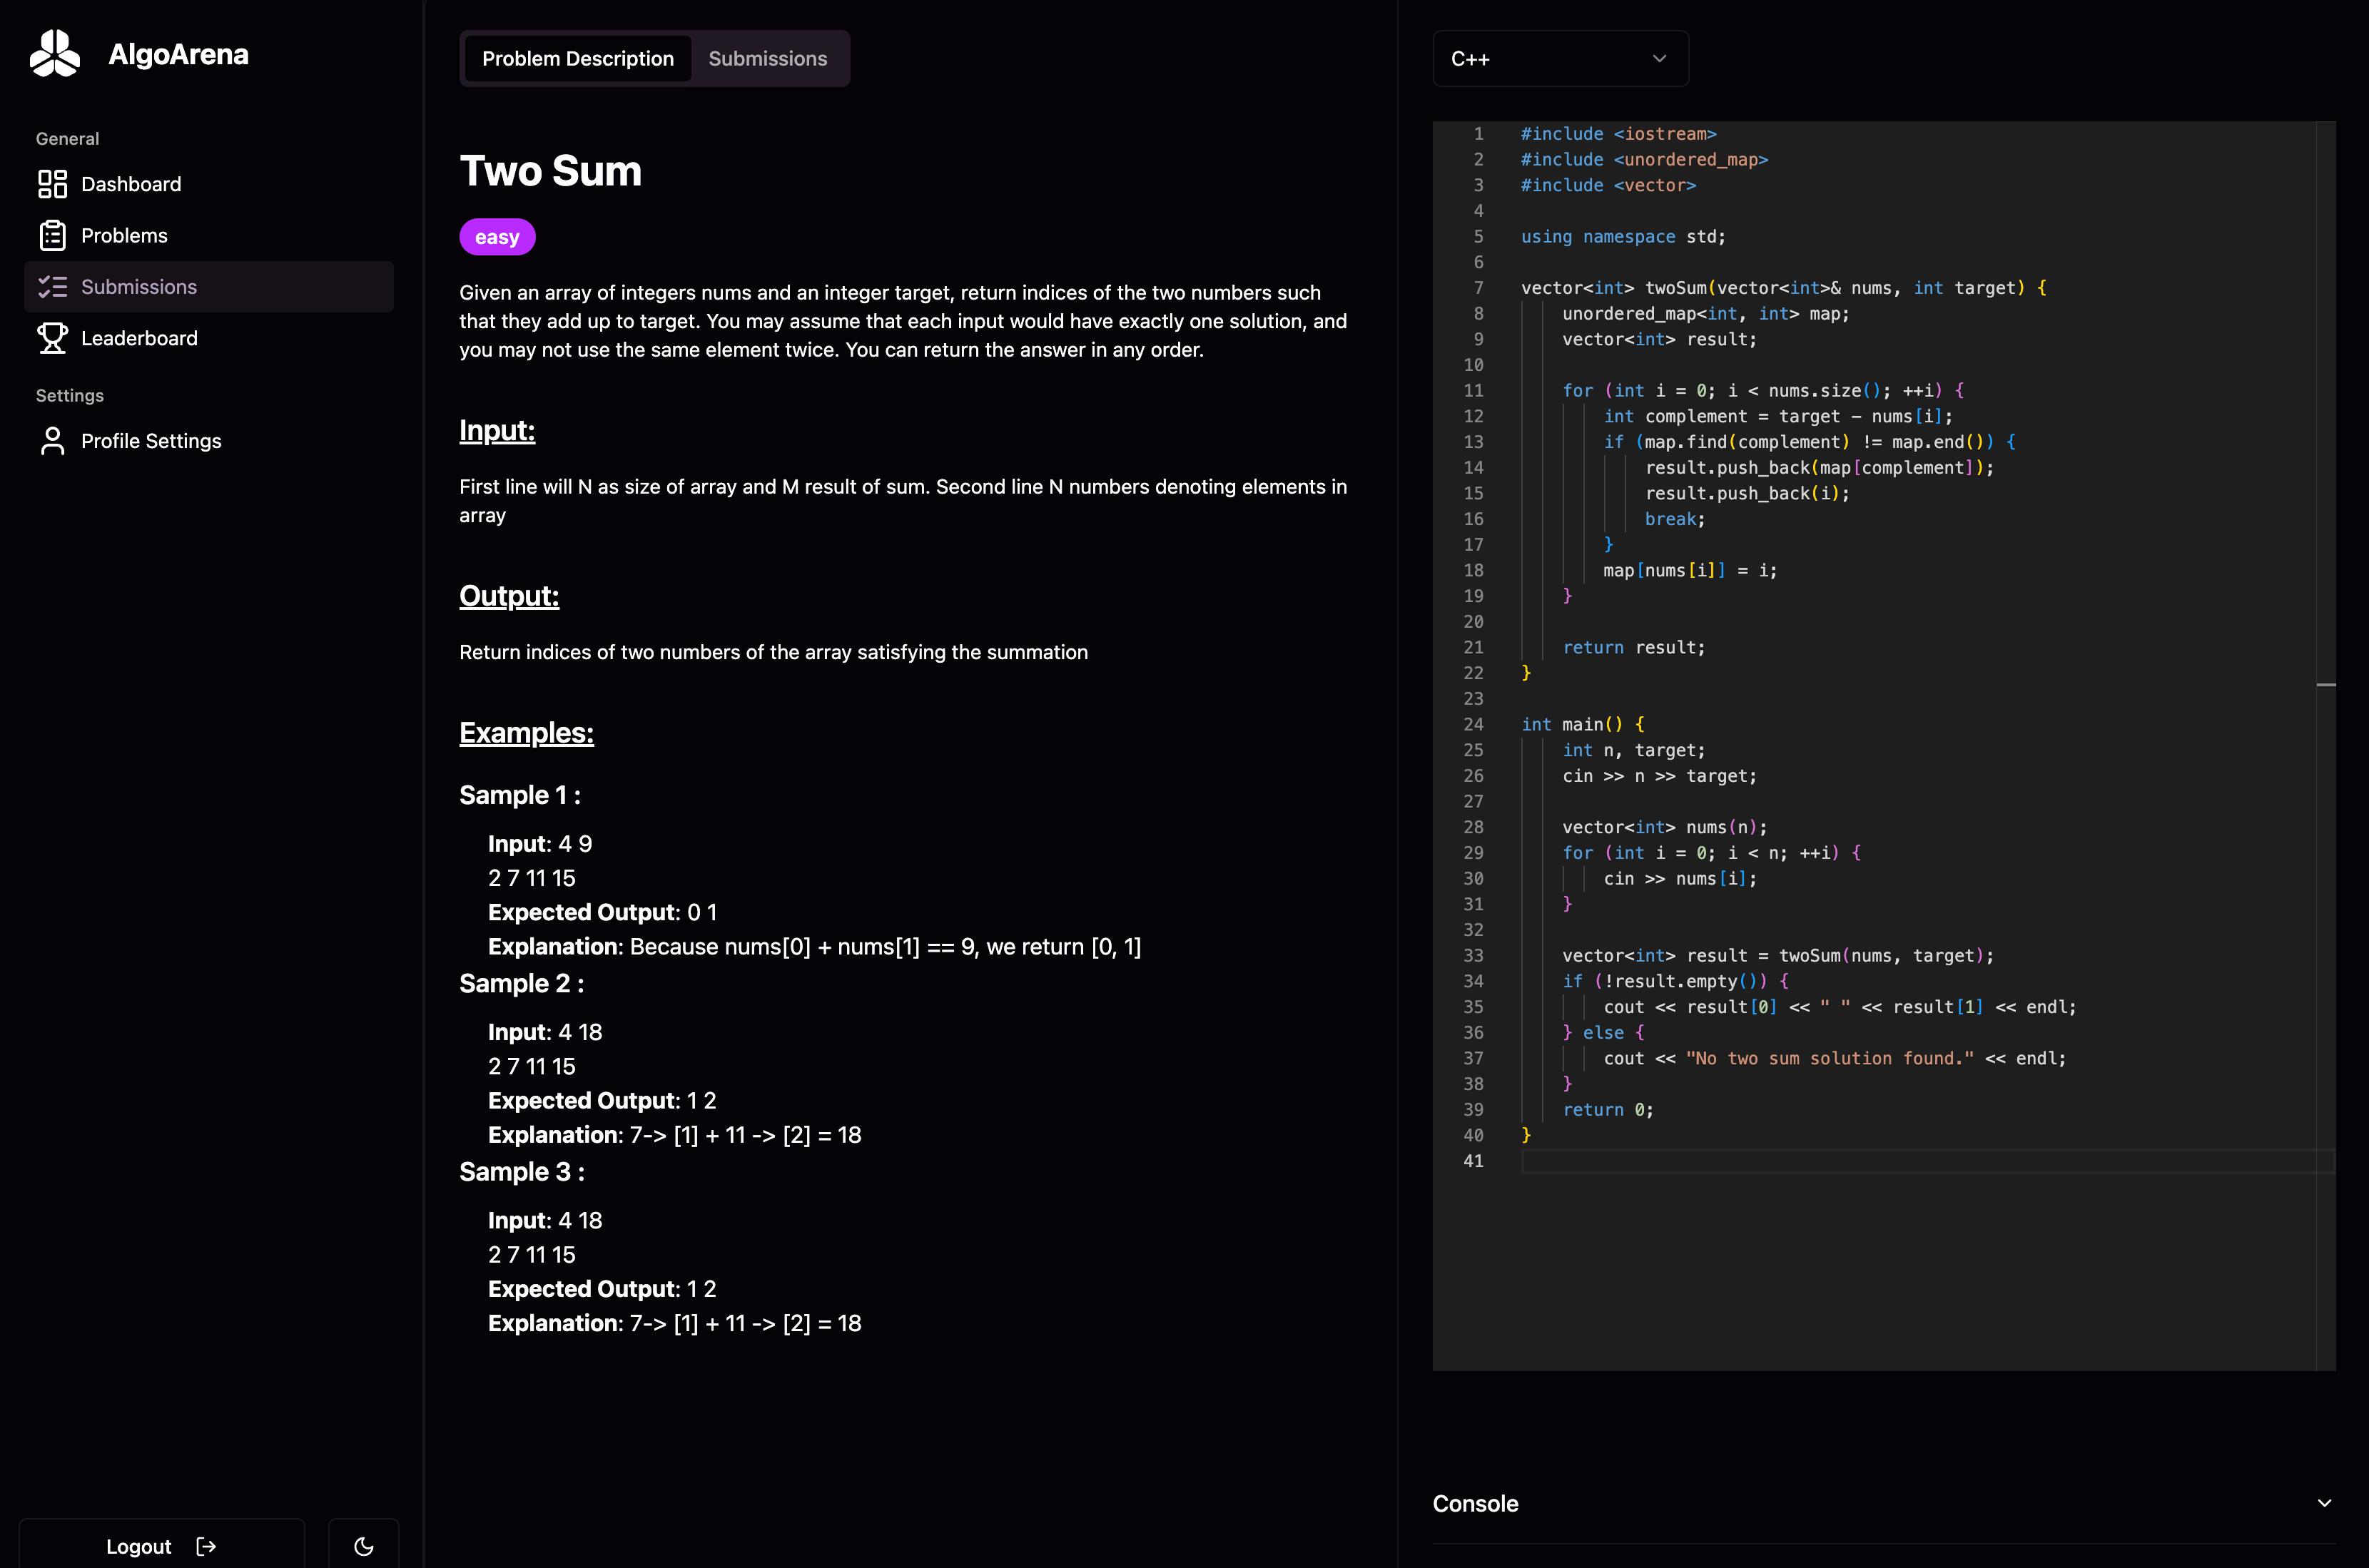 AlgoArena
General
Dashboard
Problems
Submissions
Leaderboard
Settings
Profile Settings
Logout
Problem Description
Submissions
Two Sum
easy
Given an array of integers nums and an integer target, return indices of the two numbers such
that they add up to target. You may assume that each input would have exactly one solution, and
you may not use the same element twice. You can return the answer in any order.
Input:
First line will N as size of array and M result of sum. Second line N numbers denoting elements in
array
Output:
Return indices of two numbers of the array satisfying the summation
Examples:
Sample 1 :
Input: 4 9
2 7 11 15
Expected Output: 0 1
Explanation: Because nums[0] + nums[1] == 9, we return [0, 1]
Sample 2 :
Input: 4 18
2 7 11 15
Expected Output: 1 2
Explanation: 7-> [1] + 11 -> [2] = 18
Sample 3 :
Input: 4 18
2 7 11 15
Expected Output: 1 2
Explanation: 7-> [1] + 11 -> [2] = 18
C++
1 #include <iostream>
2 #include <unordered_map>
3 #include <vector>
4
5 using namespace std;
6
7 vector<int> twoSum(vector<int>& nums, int target) {
8 unordered_map<int, int> map;
9 vector<int> result;
10
11 for (int i = 0; i < nums.size(); ++i) {
12 int complement = target - nums[i];
13 if (map.find(complement) != map.end()) {
14 result.push_back(map[complement]);
15 result.push_back(i);
16 break;
17 }
18 map[nums[i]] = i;
19 }
20
21 return result;
22 }
23
24 int main() {
25 int n, target;
26 cin >> n >> target;
27
28 vector<int> nums(n);
29 for (int i = 0; i < n; ++i) {
30 cin >> nums[i];
31 }
32
33 vector<int> result = twoSum(nums, target);
34 if (!result.empty()) {
35 cout << result[0] << " " << result[1] << endl;
36 } else {
37 cout << "No two sum solution found." << endl;
38 }
39 return 0;
40 }
41
Console